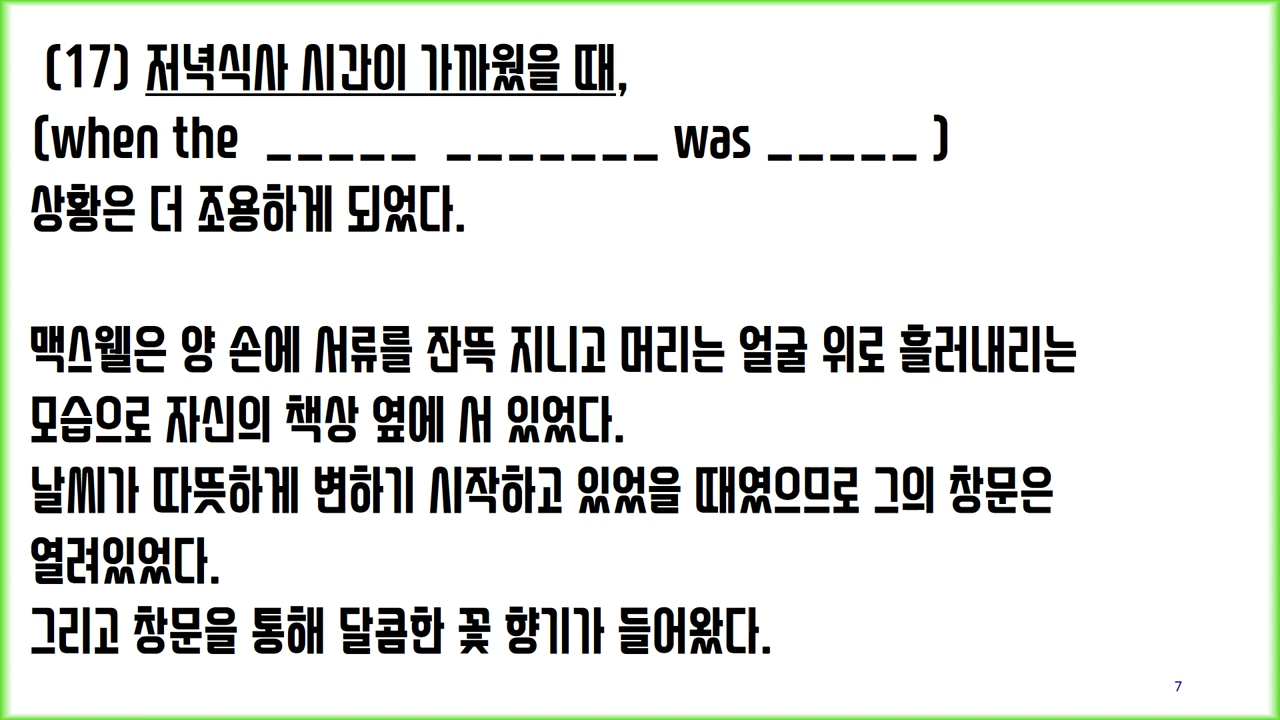 (17) 저녁식사 시간이 가까웠을 때,
(when the _ _ _ _ _ _ _ _ _ _ _ _ was _ _ _ _ _ )
상황은 더 조용하게 되었다.
맥스웰은 양 손에 서류를 잔뜩 지니고 머리는 얼굴 위로 흘러내리는
모습으로 자신의 책상 옆에 서 있었다.
날씨가 따뜻하게 변하기 시작하고 있었을 때였으므로 그의 창문은
열려있었다.
그리고 창문을 통해 달콤한 꽃 향기가 들어왔다.
7